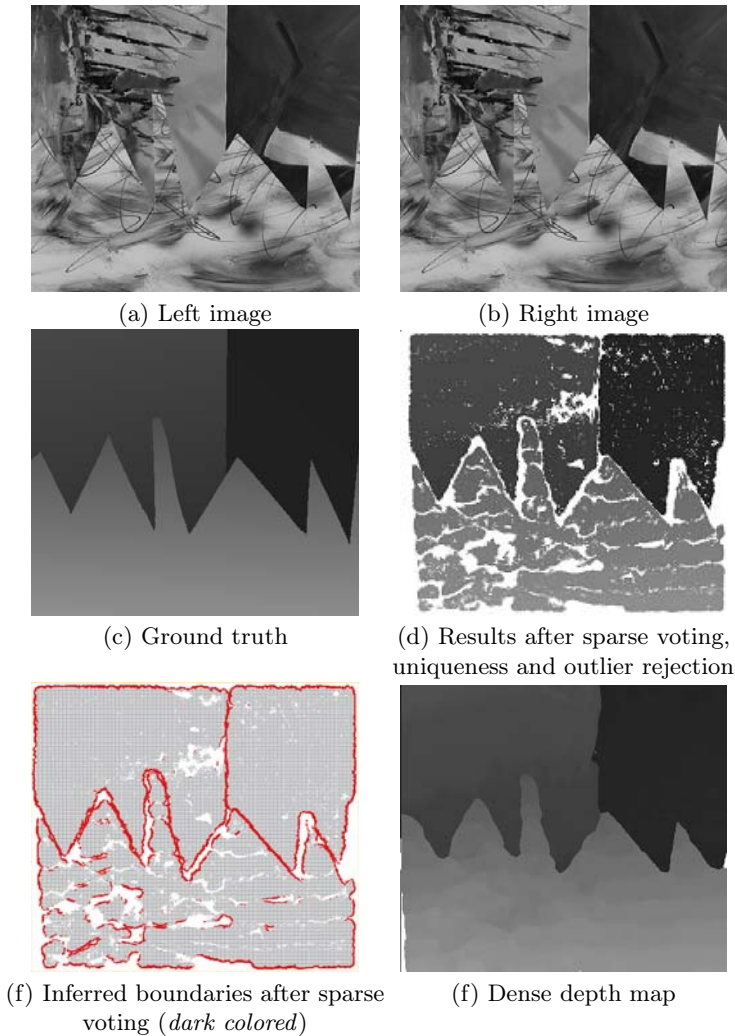 (a) Left image
(b) Right image
(c) Ground truth
(d) Results after sparse voting,
uniqueness and outlier rejection
(f) Inferred boundaries after sparse
voting (dark colored)
(f) Dense depth map